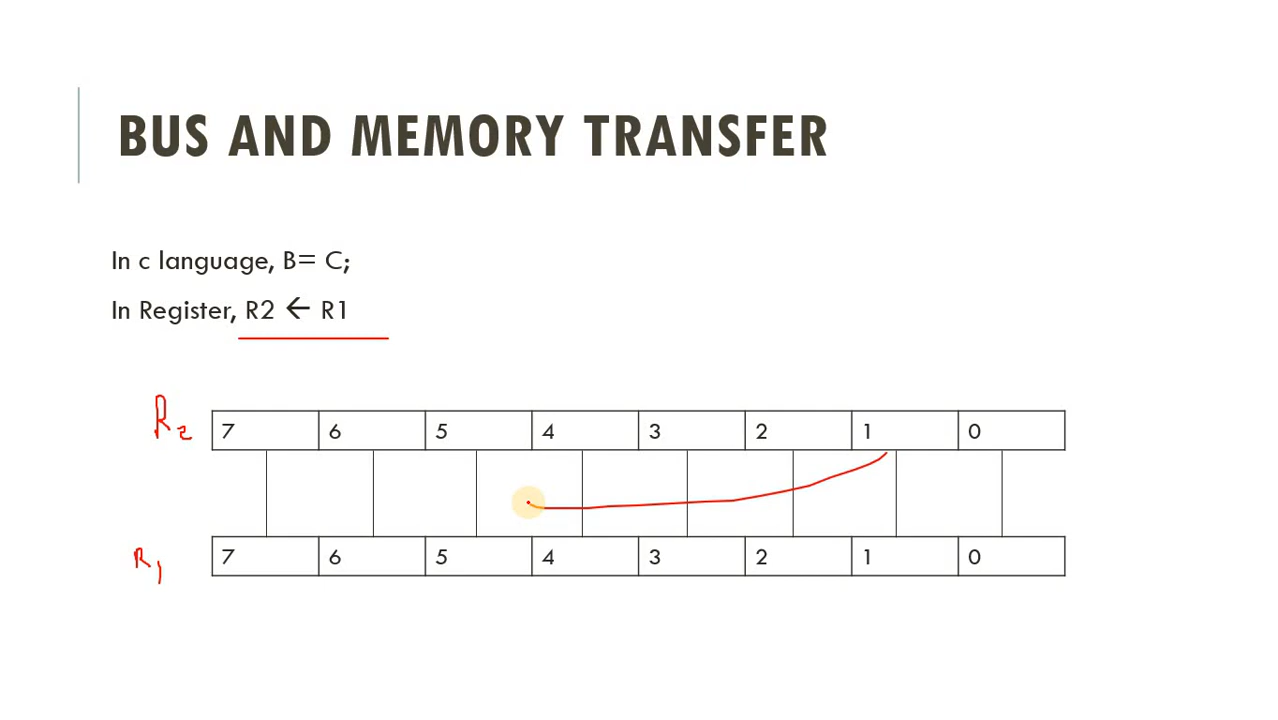 BUS AND MEMORY TRANSFER
In c language, B= C;
In Register, R2 ← R1
R2 7 6 5 4 3 2 1 0
R1 7 6 5 4 3 2 1 0